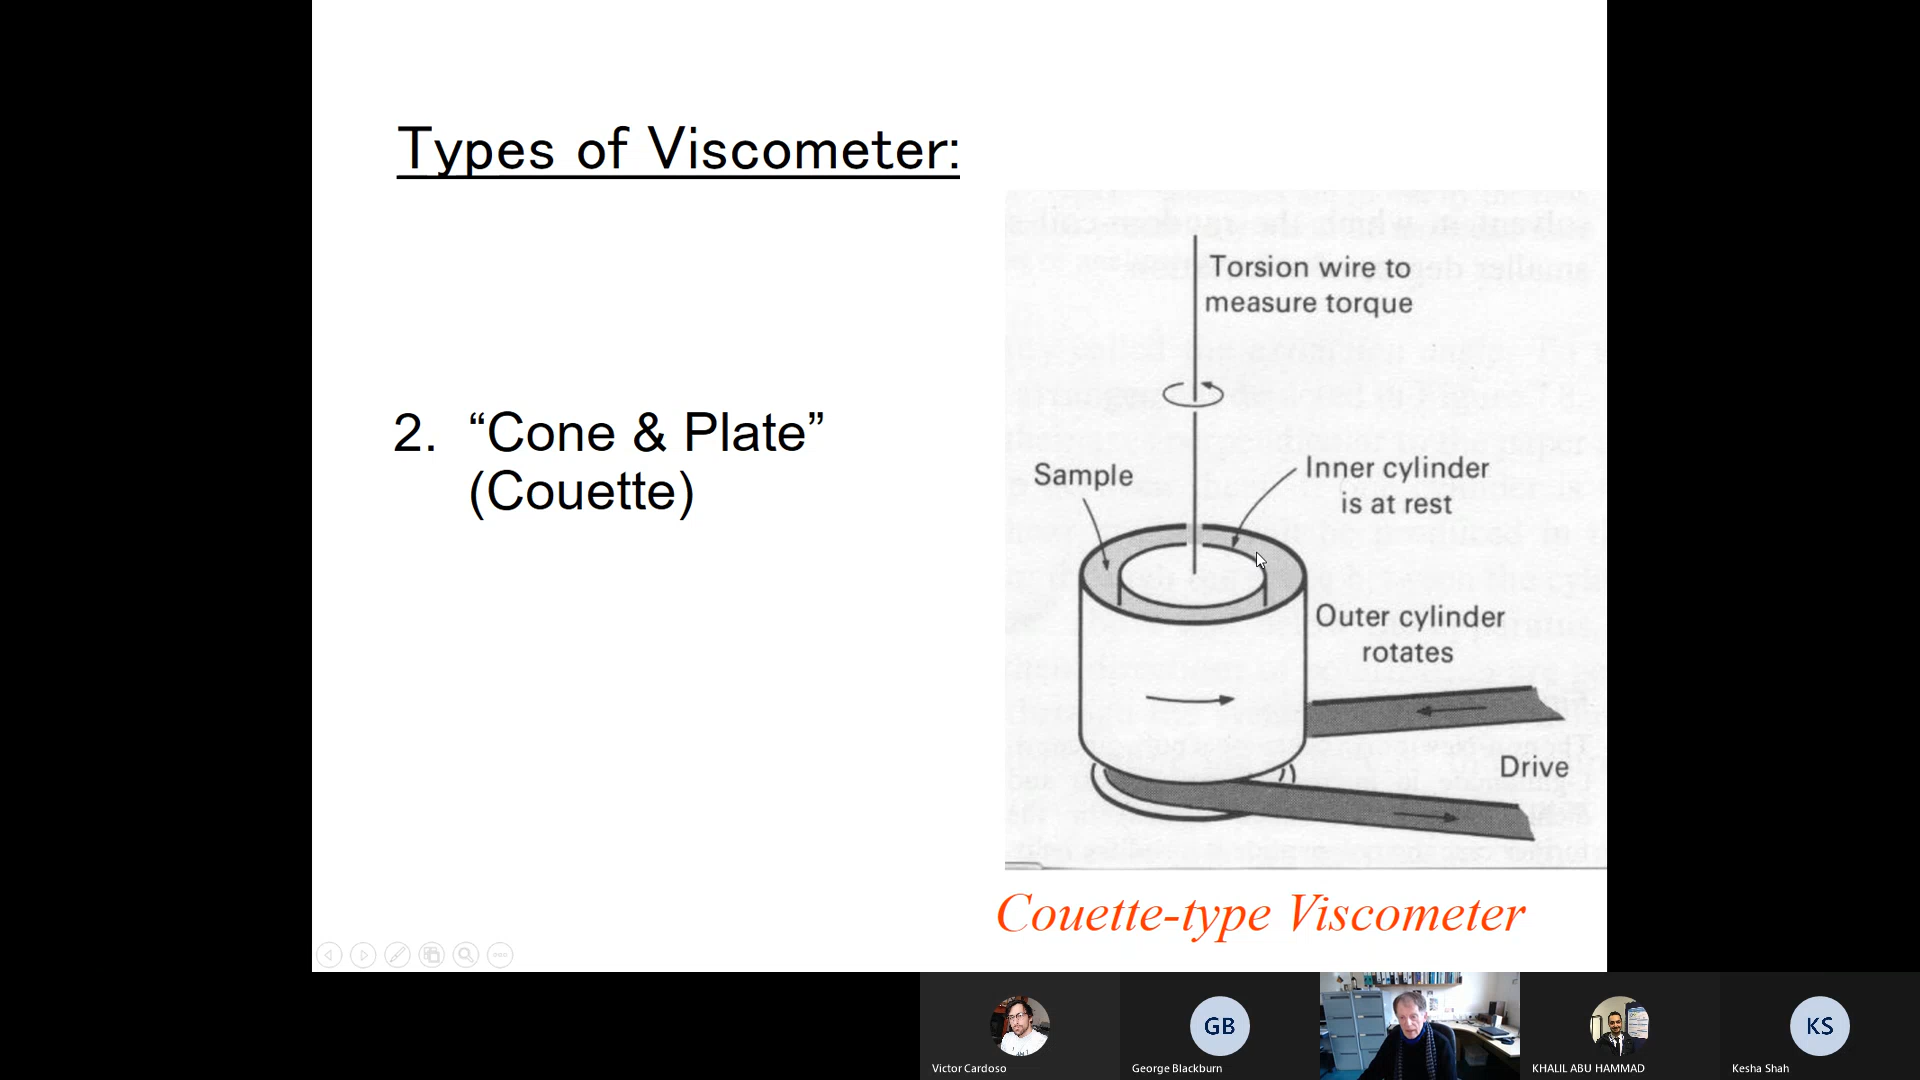 Types of Viscometer:
2. “Cone & Plate”
(Couette)
Torsion wire to
measure torque
Sample
Inner cylinder
is at rest
Outer cylinder
rotates
Drive
Couette-type Viscometer
GB
KS
Victor Cardoso
George Blackburn
KHALIL ABU HAMMAD
Kesha Shah